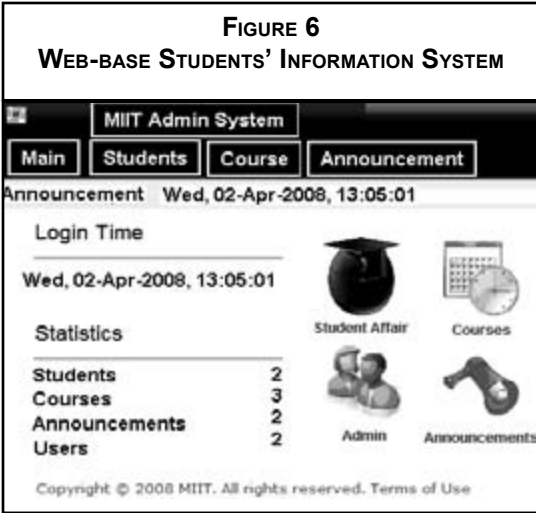 FIGURE 6
WEB-BASE STUDENTS' INFORMATION SYSTEM
MIIT Admin System
Main Students Course Announcement
Announcement Wed, 02-Apr-2008, 13:05:01
Login Time
Wed, 02-Apr-2008, 13:05:01
Statistics
Students 2
Courses 3
Announcements 2
Users 2
Student Affair Courses
Admin Announcements
Copyright © 2008 MIIT. All rights reserved. Terms of Use